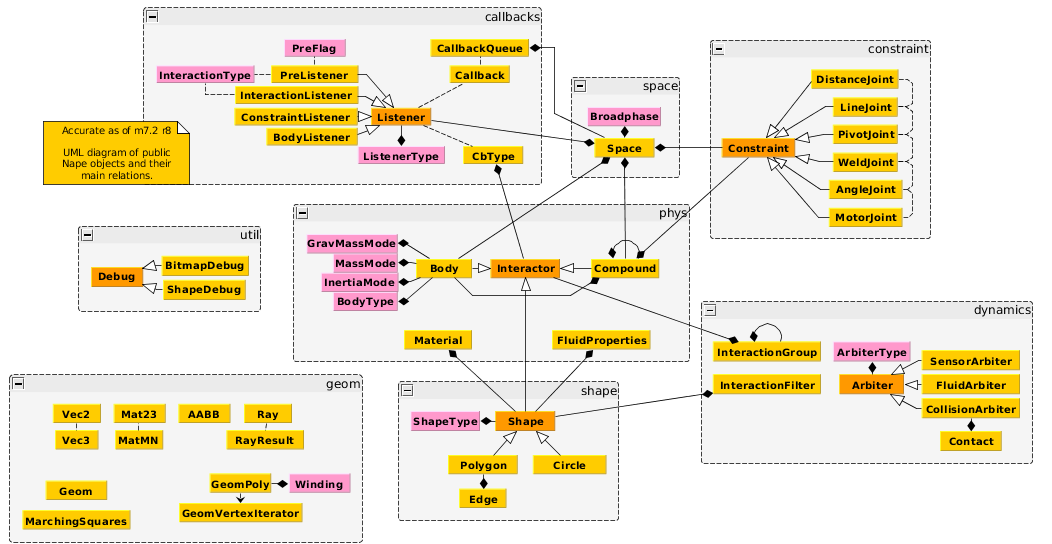 callbacks
PreFlag
CallbackQueue
InteractionType
PreListener
Callback
InteractionListener
ConstraintListener
Listener
BodyListener
ListenerType
CbType
Accurate as of m7.2 r8
UML diagram of public
Nape objects and their
main relations.
space
Broadphase
Space
constraint
DistanceJoint
LineJoint
PivotJoint
Constraint
WeldJoint
AngleJoint
MotorJoint
util
BitmapDebug
Debug
ShapeDebug
phys
GravMassMode
MassMode
Body
Interactor
Compound
InertiaMode
BodyType
Material
FluidProperties
dynamics
InteractionGroup
ArbiterType
SensorArbiter
InteractionFilter
Arbiter
FluidArbiter
CollisionArbiter
Contact
geom
Vec2
Mat23
AABB
Ray
Vec3
MatMN
RayResult
Geom
GeomPoly
Winding
MarchingSquares
GeomVertexIterator
shape
ShapeType
Shape
Polygon
Circle
Edge